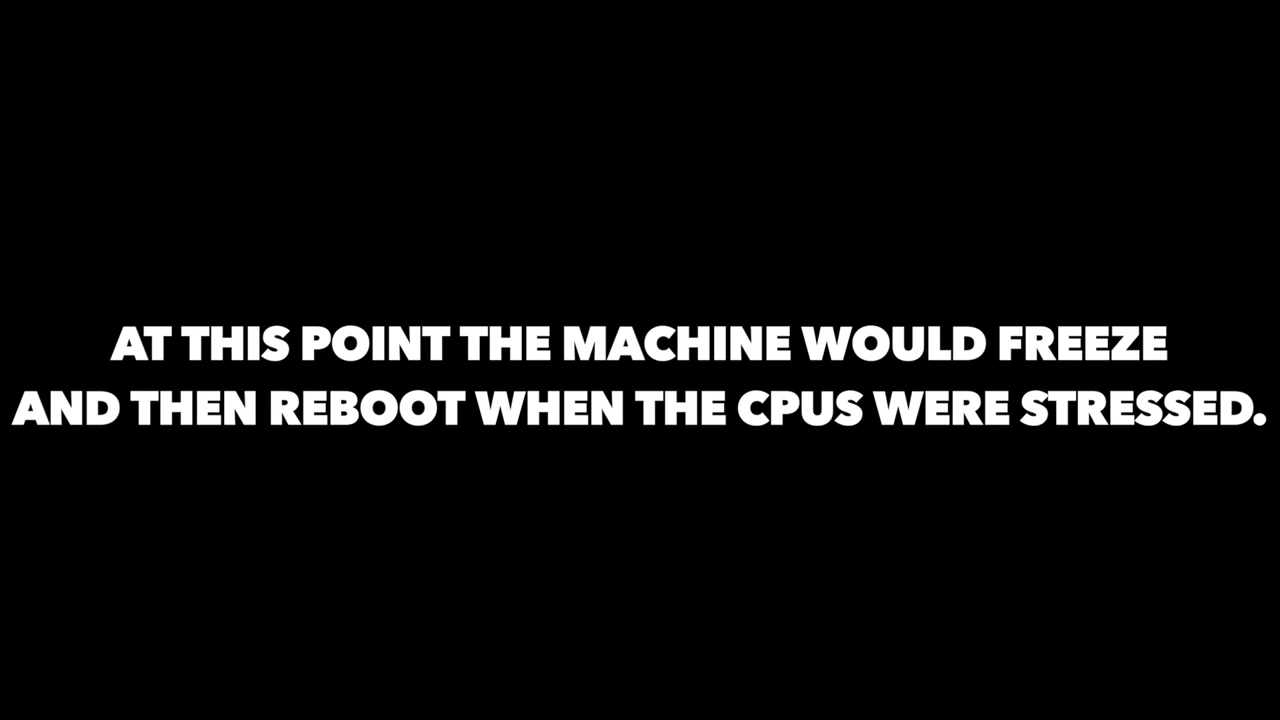 AT THIS POINT THE MACHINE WOULD FREEZE
AND THEN REBOOT WHEN THE CPUS WERE STRESSED.